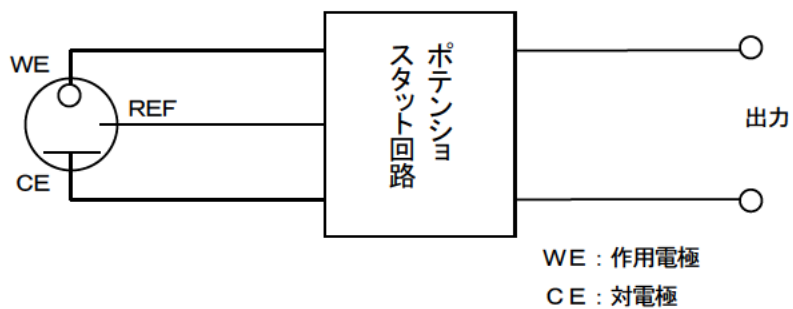 WE
REF
CE
ポテンショ
スタット回路
出力
ＷＥ：作用電極
ＣＥ：対電極